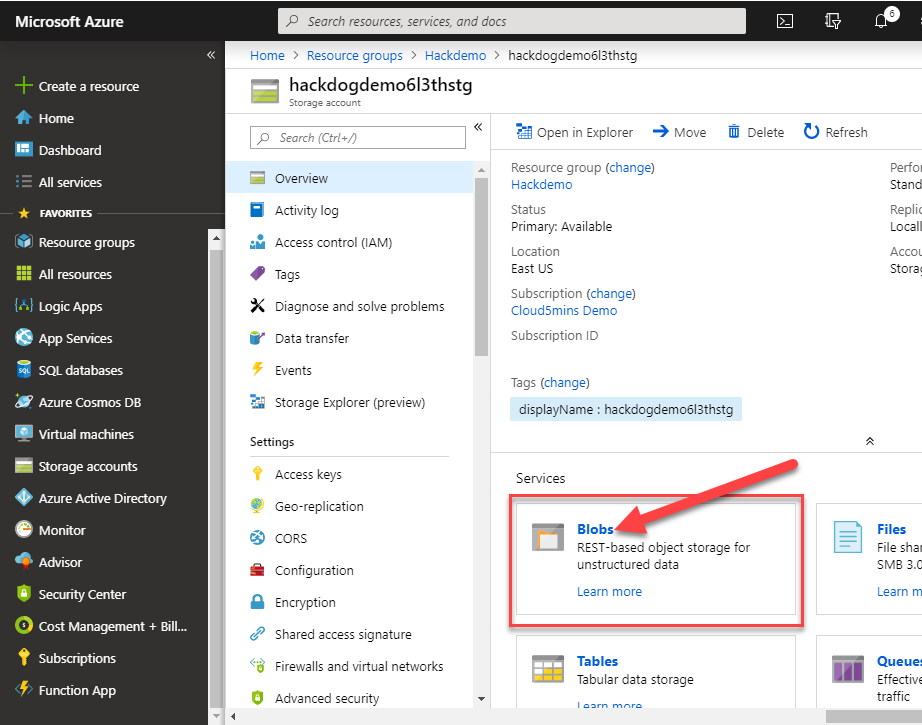 Microsoft Azure
Search resources, services, and docs
6
«
Create a resource
Home
Dashboard
All services
FAVORITES
Resource groups
All resources
Logic Apps
App Services
SQL databases
Azure Cosmos DB
Virtual machines
Storage accounts
Azure Active Directory
Monitor
Advisor
Security Center
Cost Management + Bill...
Subscriptions
Function App
Home > Resource groups > Hackdemo > hackdogdemo6l3thstg
hackdogdemo6l3thstg
Storage account
Search (Ctrl+/)
«
Overview
Activity log
Access control (IAM)
Tags
Diagnose and solve problems
Data transfer
Events
Storage Explorer (preview)
Settings
Access keys
Geo-replication
CORS
Configuration
Encryption
Shared access signature
Firewalls and virtual networks
Advanced security
Open in Explorer Move Delete Refresh
Resource group (change)
Hackdemo
Status
Primary: Available
Location
East US
Subscription (change)
Cloud5mins Demo
Subscription ID
Tags (change)
displayName : hackdogdemo6l3thstg
Perfor
Stand
Replic
Locall
Accou
Storag
Services
Blobs
REST-based object storage for
unstructured data
Learn more
Files
File shar
SMB 3.0
Learn m
Tables
Tabular data storage
Learn more
Queues
Effective
traffic